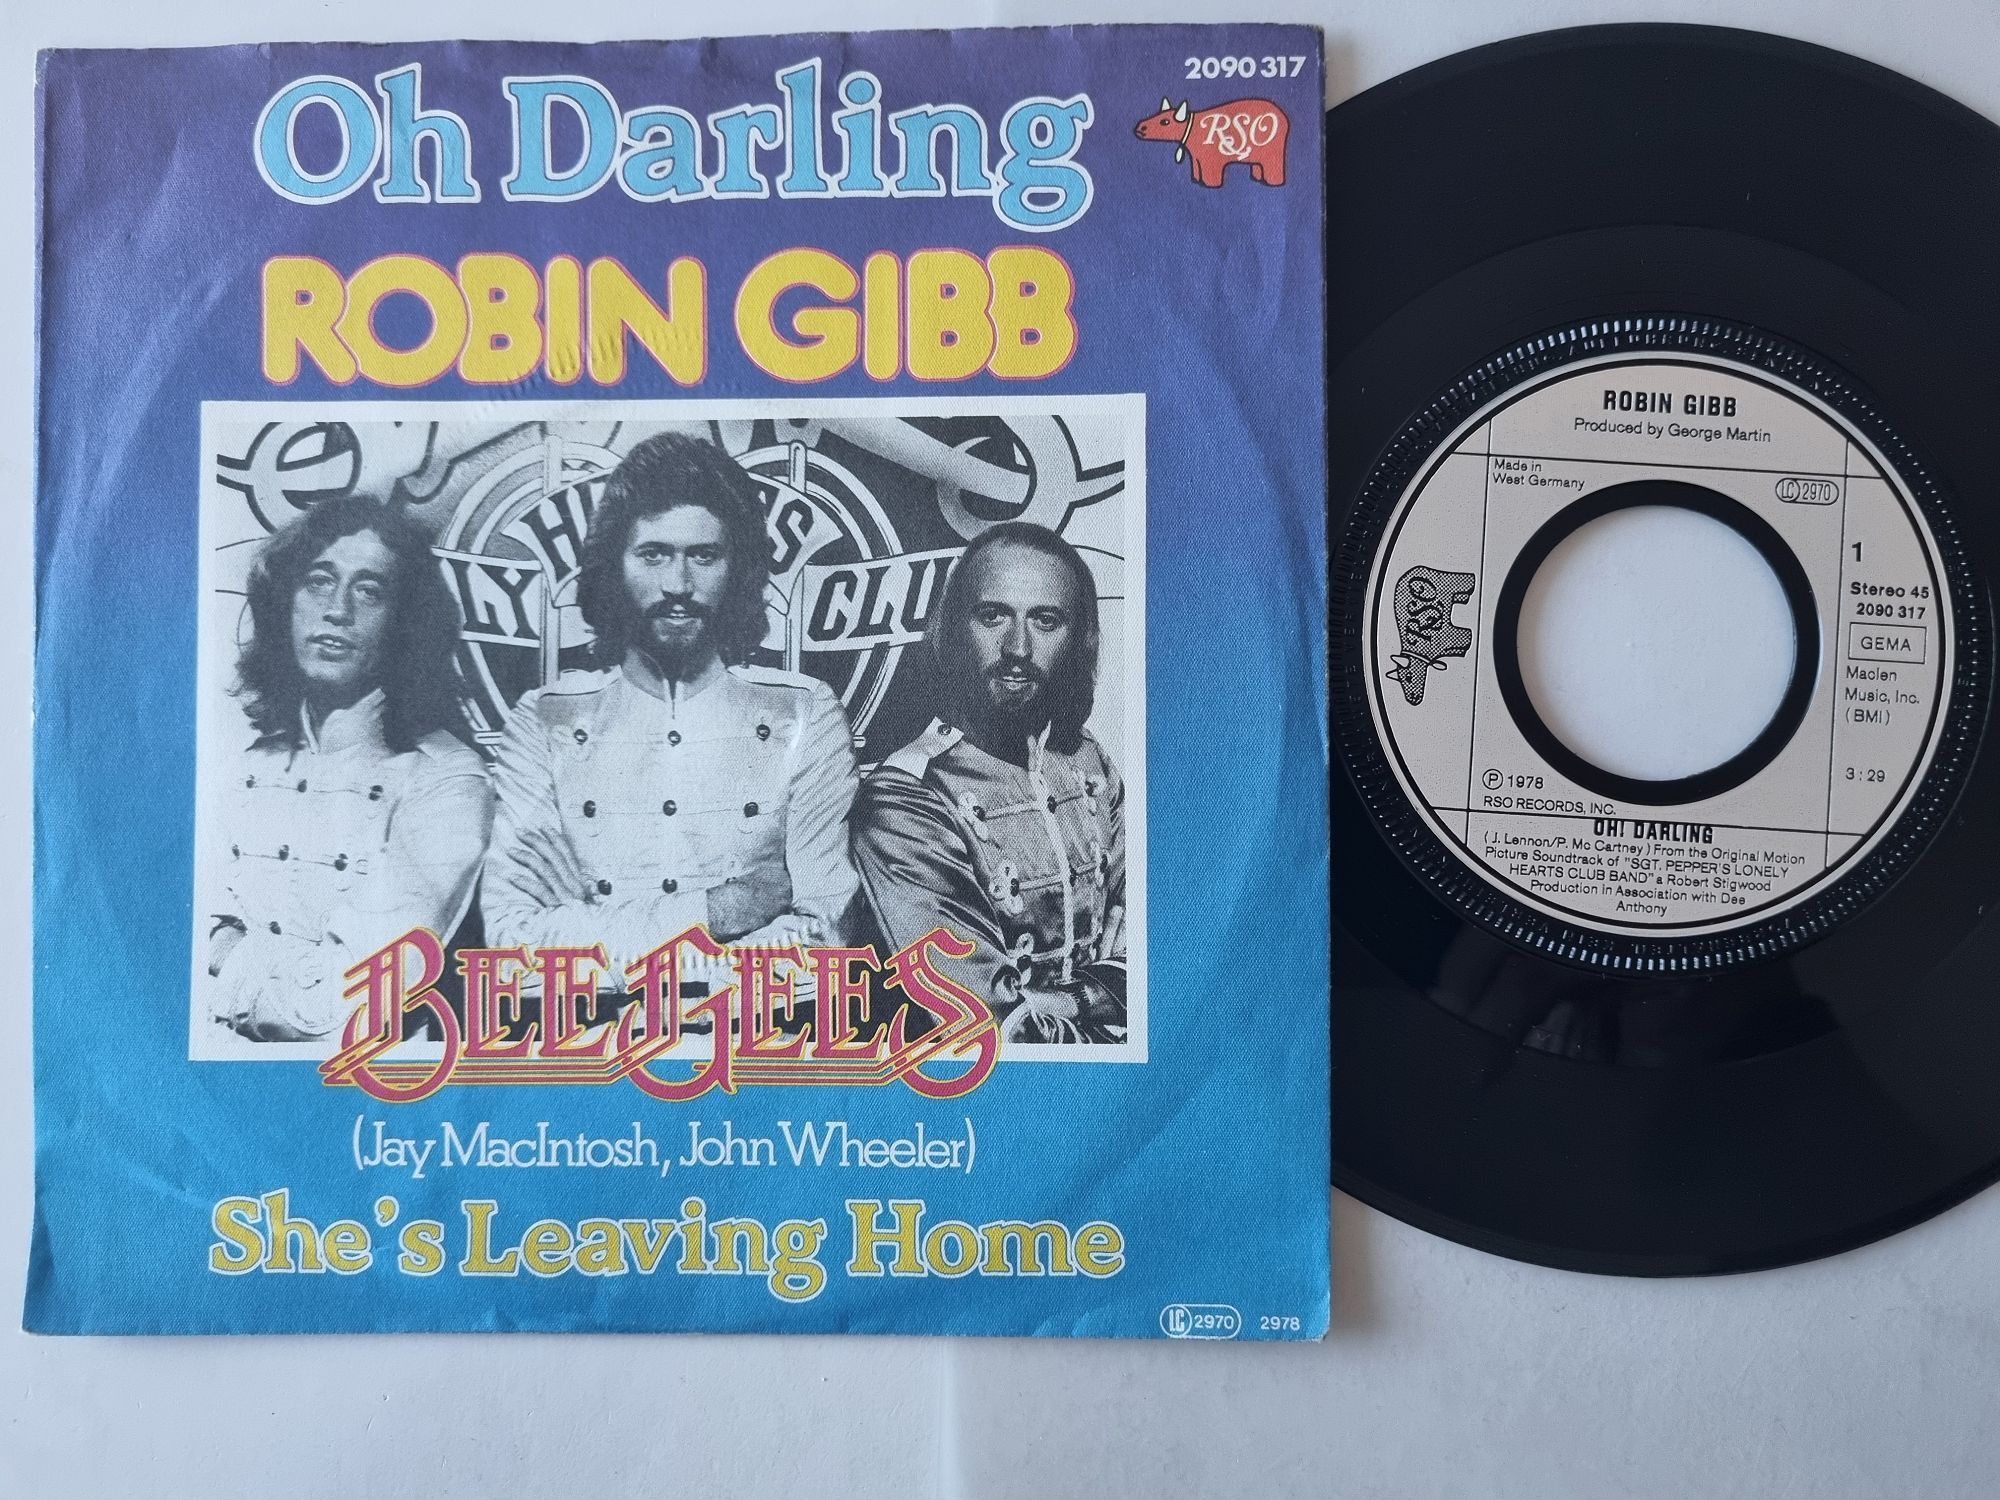 2090 317
Oh Darling
RSO
ROBIN GIBB
LY HE S CLU
BEE GEES
(Jay MacIntosh, John Wheeler)
She's Leaving Home
LC 2970 2978
ROBIN GIBB
Produced by George Martin
Made in
West Germany
LC 2970
RSO
1
Stereo 45
2090 317
GEMA
Maclen
Music, Inc.
(BMI)
3:29
℗ 1978
RSO RECORDS, INC.
OH! DARLING
(J. Lennon/P. Mc Cartney) From the Original Motion
Picture Soundtrack of "SGT. PEPPER'S LONELY
HEARTS CLUB BAND" a Robert Stigwood
Production in Association with Dee
Anthony